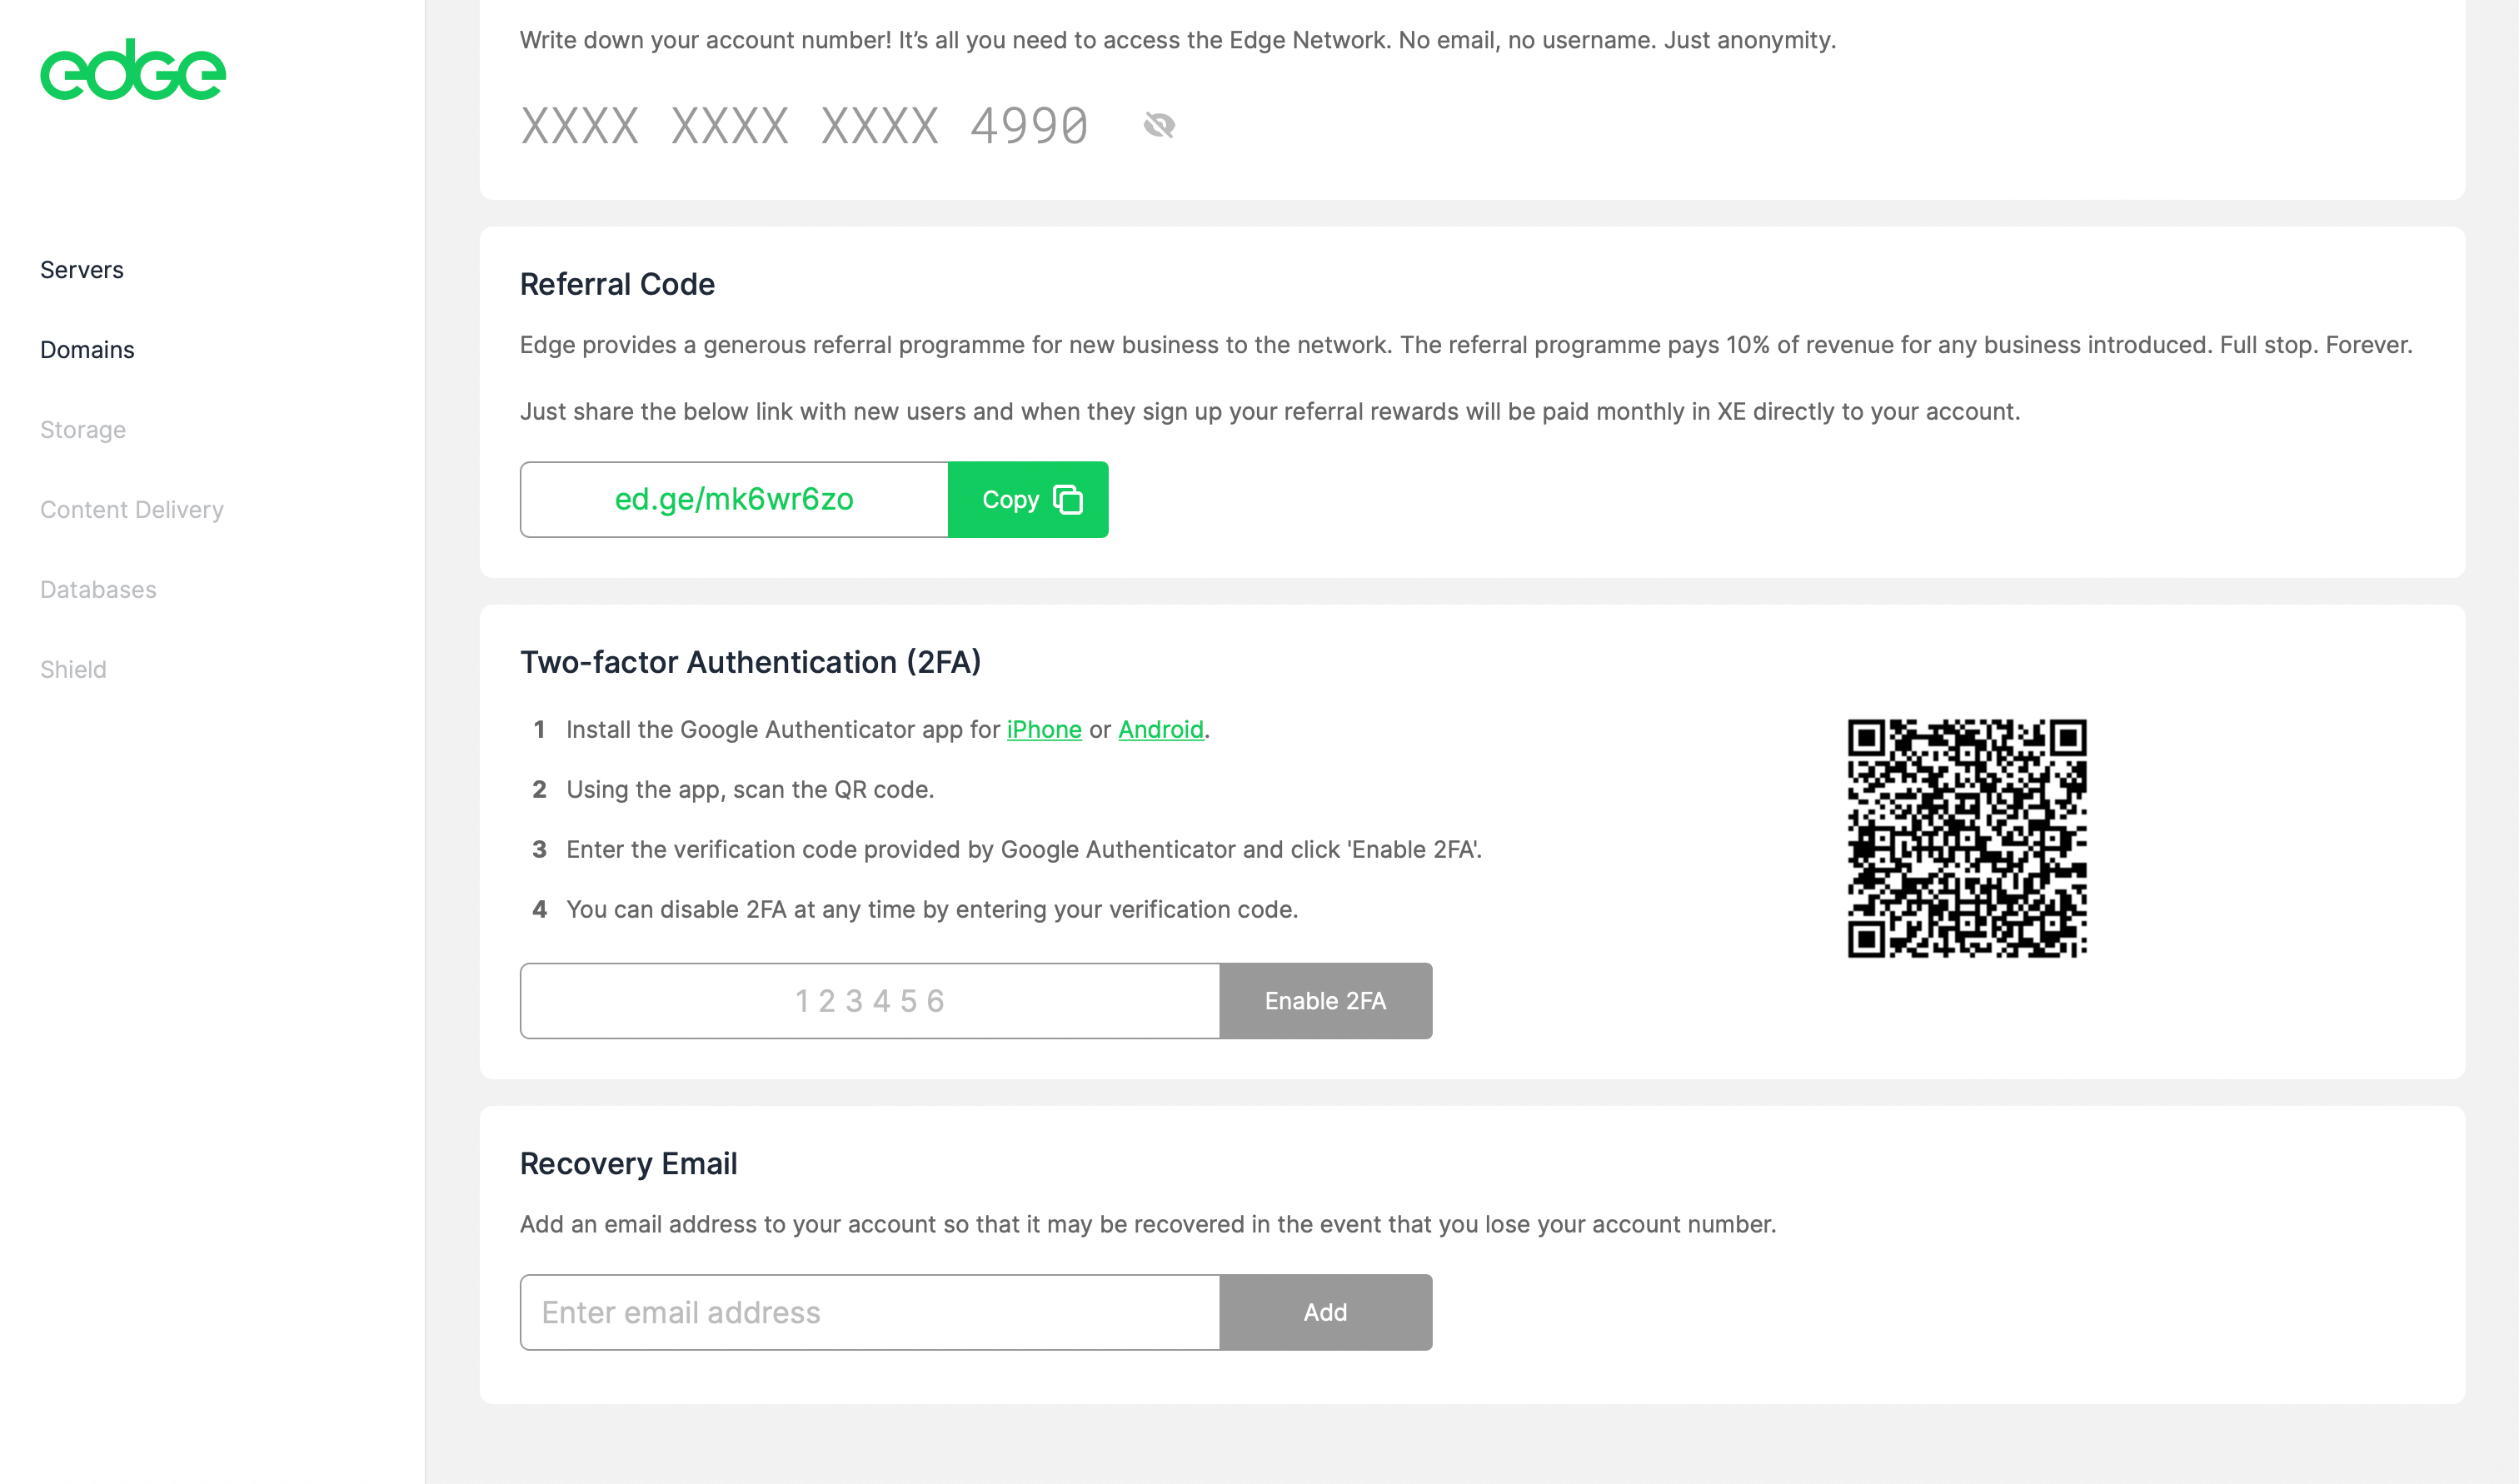 edge
Servers
Domains
Storage
Content Delivery
Databases
Shield
Write down your account number! It’s all you need to access the Edge Network. No email, no username. Just anonymity.
XXXX XXXX XXXX 4990
Referral Code
Edge provides a generous referral programme for new business to the network. The referral programme pays 10% of revenue for any business introduced. Full stop. Forever.
Just share the below link with new users and when they sign up your referral rewards will be paid monthly in XE directly to your account.
ed.ge/mk6wr6zo Copy
Two-factor Authentication (2FA)
1 Install the Google Authenticator app for iPhone or Android.
2 Using the app, scan the QR code.
3 Enter the verification code provided by Google Authenticator and click 'Enable 2FA'.
4 You can disable 2FA at any time by entering your verification code.
1 2 3 4 5 6 Enable 2FA
Recovery Email
Add an email address to your account so that it may be recovered in the event that you lose your account number.
Enter email address Add